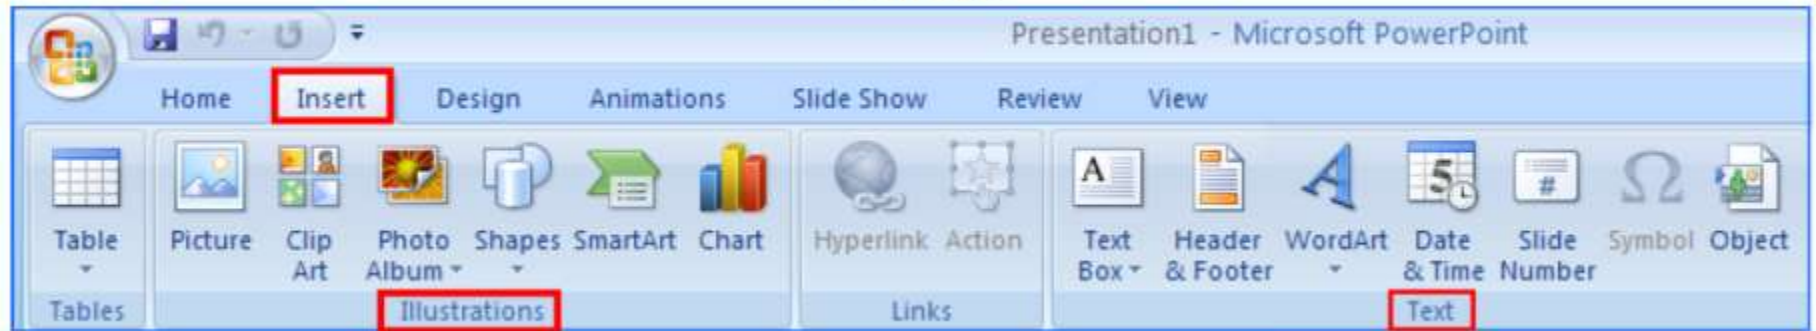 Presentation1 - Microsoft PowerPoint
Home Insert Design Animations Slide Show Review View
A 5 # Ω
Table Picture Clip Art Photo Album Shapes SmartArt Chart Hyperlink Action Text Box Header & Footer WordArt Date & Time Slide Number Symbol Object
Tables Illustrations Links Text